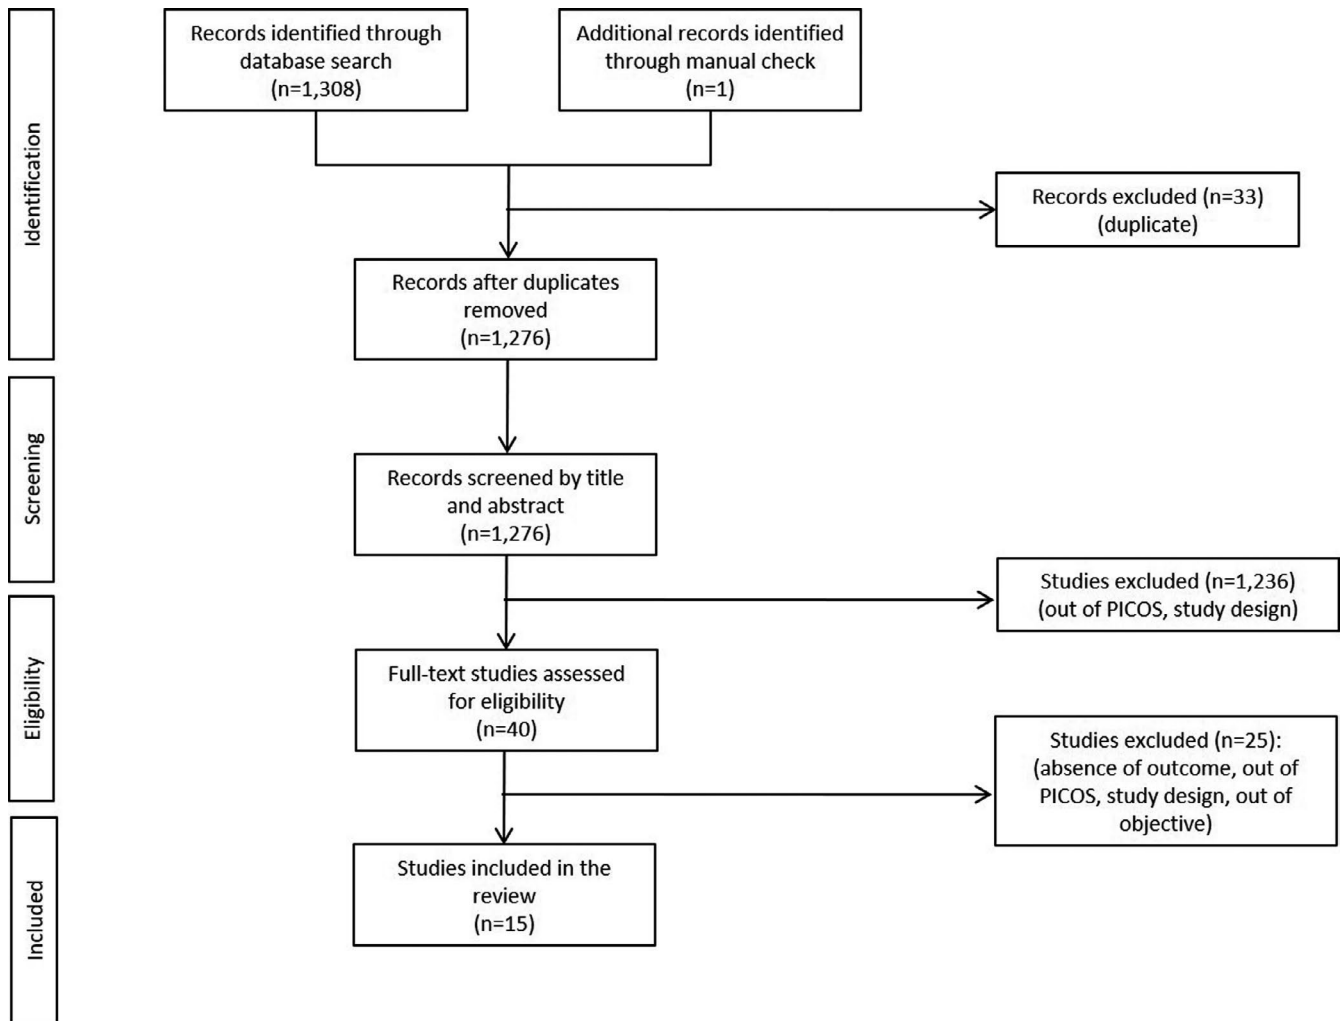 Identification
Records identified through
database search
(n=1,308)
Additional records identified
through manual check
(n=1)
Records excluded (n=33)
(duplicate)
Records after duplicates
removed
(n=1,276)
Screening
Records screened by title
and abstract
(n=1,276)
Studies excluded (n=1,236)
(out of PICOS, study design)
Eligibility
Full-text studies assessed
for eligibility
(n=40)
Studies excluded (n=25):
(absence of outcome, out of
PICOS, study design, out of
objective)
Included
Studies included in the
review
(n=15)